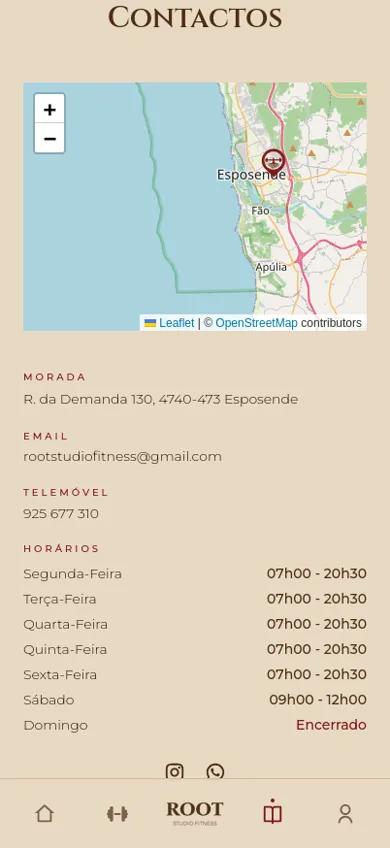 Contactos
+
−
Esposende
Fão
Apúlia
Leaflet | © OpenStreetMap contributors
MORADA
R. da Demanda 130, 4740-473 Esposende
EMAIL
rootstudiofitness@gmail.com
TELEMÓVEL
925 677 310
HORÁRIOS
Segunda-Feira 07h00 - 20h30
Terça-Feira 07h00 - 20h30
Quarta-Feira 07h00 - 20h30
Quinta-Feira 07h00 - 20h30
Sexta-Feira 07h00 - 20h30
Sábado 09h00 - 12h00
Domingo Encerrado
ROOT
STUDIO FITNESS